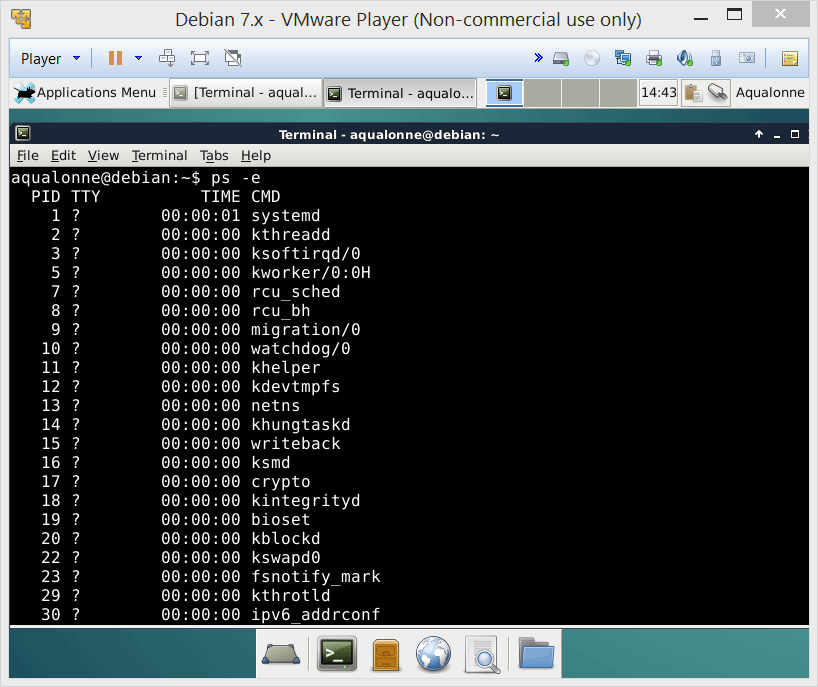 Debian 7.x - VMware Player (Non-commercial use only)
Player
Applications Menu
[Terminal - aqual...
Terminal - aqualo...
14:43
Aqualonne
Terminal - aqualonne@debian: ~
File Edit View Terminal Tabs Help
aqualonne@debian:~$ ps -e
PID TTY TIME CMD
1 ? 00:00:01 systemd
2 ? 00:00:00 kthreadd
3 ? 00:00:00 ksoftirqd/0
5 ? 00:00:00 kworker/0:0H
7 ? 00:00:00 rcu_sched
8 ? 00:00:00 rcu_bh
9 ? 00:00:00 migration/0
10 ? 00:00:00 watchdog/0
11 ? 00:00:00 khelper
12 ? 00:00:00 kdevtmpfs
13 ? 00:00:00 netns
14 ? 00:00:00 khungtaskd
15 ? 00:00:00 writeback
16 ? 00:00:00 ksmd
17 ? 00:00:00 crypto
18 ? 00:00:00 kintegrityd
19 ? 00:00:00 bioset
20 ? 00:00:00 kblockd
22 ? 00:00:00 kswapd0
23 ? 00:00:00 fsnotify_mark
29 ? 00:00:00 kthrotld
30 ? 00:00:00 ipv6_addrconf